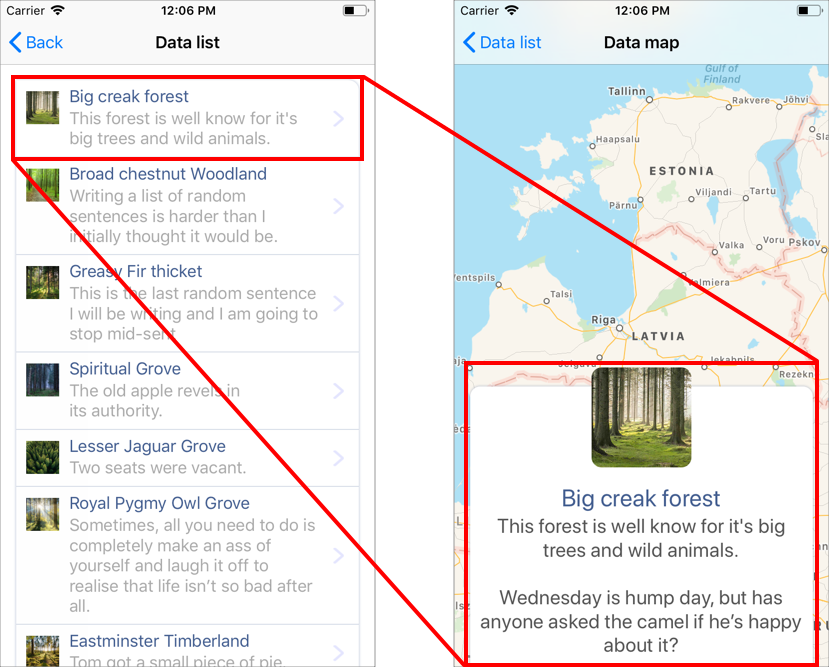 Carrier 12:06 PM
Back Data list
Big creak forest
This forest is well know for it's
big trees and wild animals.
Broad chestnut Woodland
Writing a list of random
sentences is harder than I
initially thought it would be.
Greasy Fir thicket
This is the last random sentence
I will be writing and I am going to
stop mid-sent
Spiritual Grove
The old apple revels in
its authority.
Lesser Jaguar Grove
Two seats were vacant.
Royal Pygmy Owl Grove
Sometimes, all you need to do is
completely make an ass of
yourself and laugh it off to
realise that life isn't so bad after
all.
Eastminster Timberland
Tom got a small piece of pie.
Carrier 12:06 PM
Data list Data map
Gulf of
Finland
Tallinn
Rakvere
Jõhvi
Sla
Haapsalu
ESTONIA
Viljandi
Tartu
Pärnu
Valka
Voru
Pskov
entspils
Valmiera
Talsi
Riga
LATVIA
Jelgava
Jekabpils
Rezekn
Big creak forest
This forest is well know for it's big
trees and wild animals.
Wednesday is hump day, but has
anyone asked the camel if he's happy
about it?